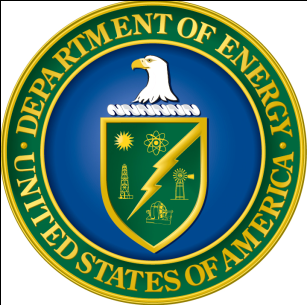 DEPARTMENT OF ENERGY
UNITED STATES OF AMERICA